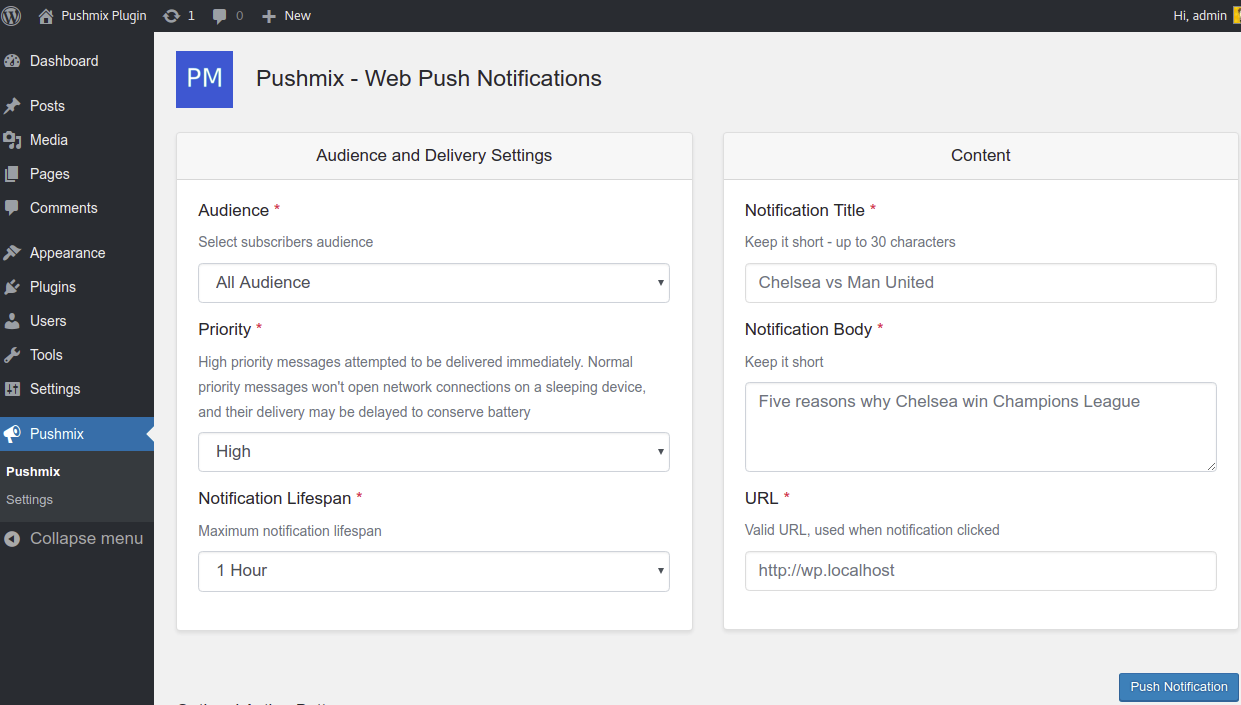 Pushmix Plugin
1
0
New
Hi, admin
Dashboard
Posts
Media
Pages
Comments
Appearance
Plugins
Users
Tools
Settings
Pushmix
Pushmix
Settings
Collapse menu
PM
Pushmix - Web Push Notifications
Audience and Delivery Settings
Audience *
Select subscribers audience
All Audience
Priority *
High priority messages attempted to be delivered immediately. Normal
priority messages won't open network connections on a sleeping device,
and their delivery may be delayed to conserve battery
High
Notification Lifespan *
Maximum notification lifespan
1 Hour
Content
Notification Title *
Keep it short - up to 30 characters
Chelsea vs Man United
Notification Body *
Keep it short
Five reasons why Chelsea win Champions League
URL *
Valid URL, used when notification clicked
http://wp.localhost
Push Notification